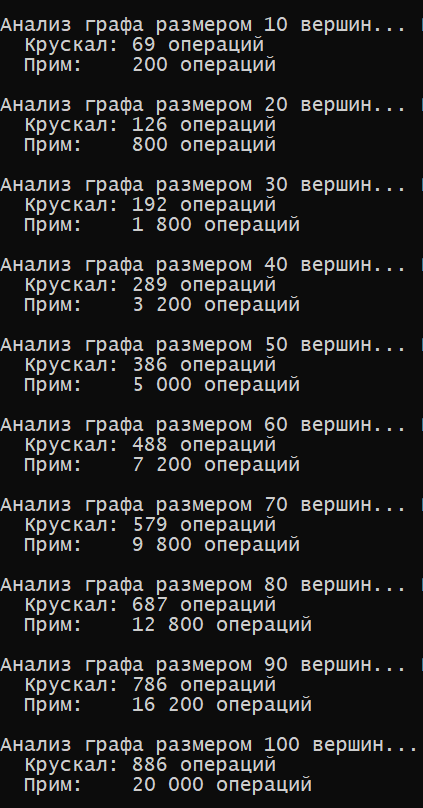 Анализ графа размером 10 вершин...
Крускал: 69 операций
Прим: 200 операций
Анализ графа размером 20 вершин...
Крускал: 126 операций
Прим: 800 операций
Анализ графа размером 30 вершин...
Крускал: 192 операций
Прим: 1 800 операций
Анализ графа размером 40 вершин...
Крускал: 289 операций
Прим: 3 200 операций
Анализ графа размером 50 вершин...
Крускал: 386 операций
Прим: 5 000 операций
Анализ графа размером 60 вершин...
Крускал: 488 операций
Прим: 7 200 операций
Анализ графа размером 70 вершин...
Крускал: 579 операций
Прим: 9 800 операций
Анализ графа размером 80 вершин...
Крускал: 687 операций
Прим: 12 800 операций
Анализ графа размером 90 вершин...
Крускал: 786 операций
Прим: 16 200 операций
Анализ графа размером 100 вершин...
Крускал: 886 операций
Прим: 20 000 операций